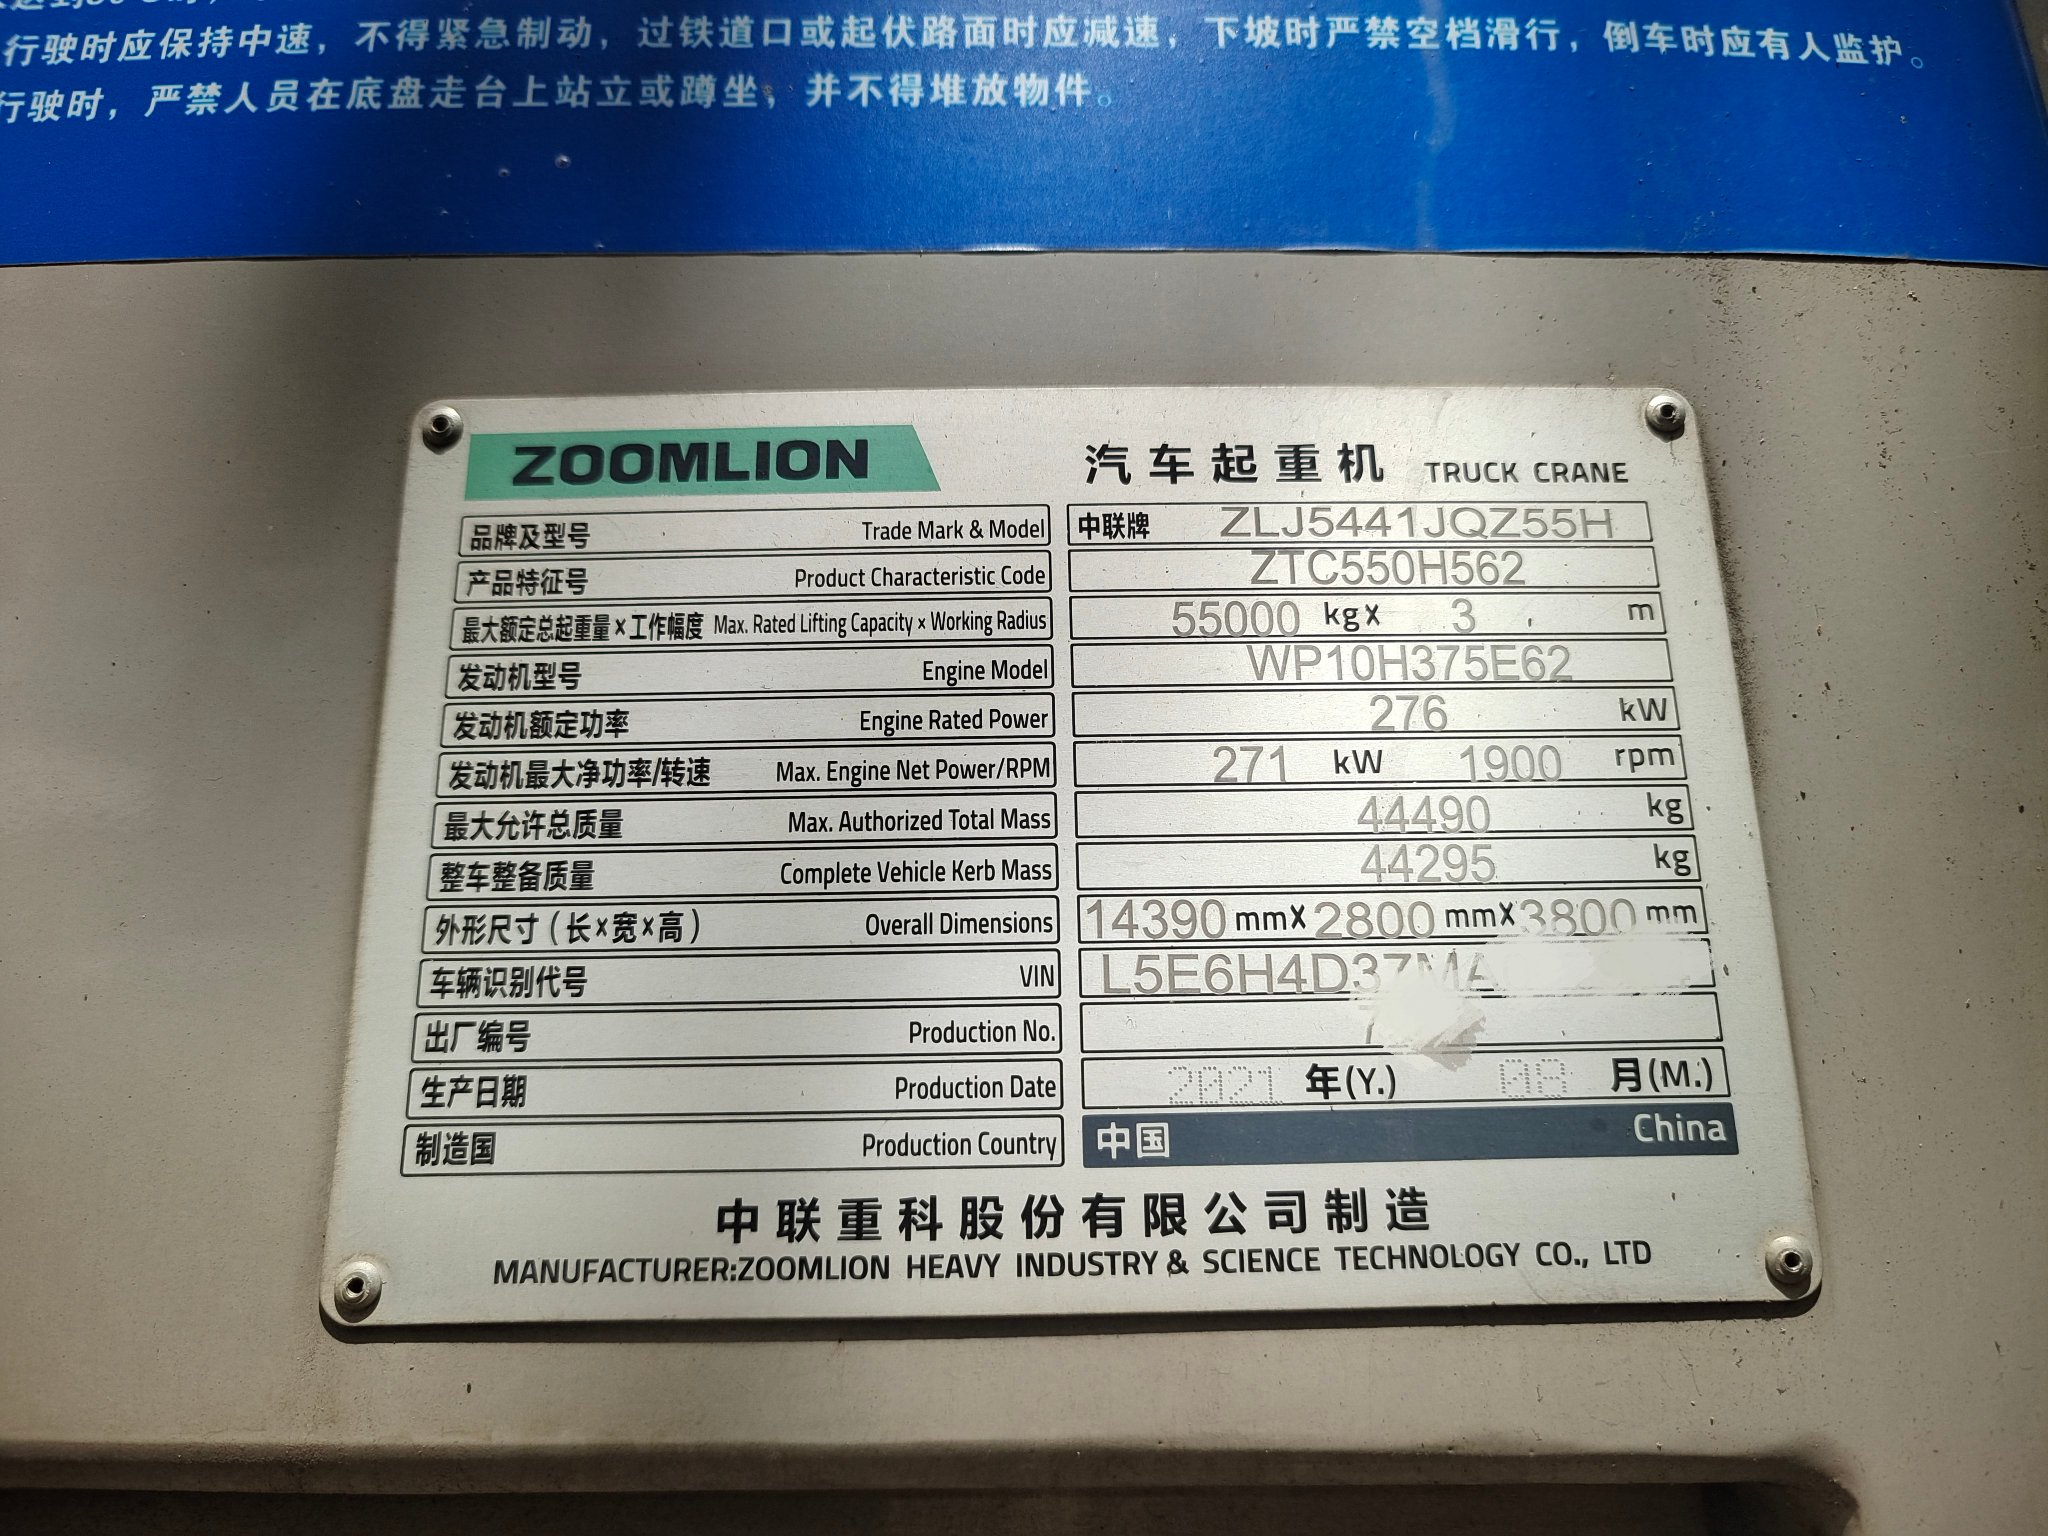 行驶时应保持中速，不得紧急制动，过铁道口或起伏路面时应减速，下坡时严禁空档滑行，倒车时应有人监护。
行驶时，严禁人员在底盘走台上站立或蹲坐，并不得堆放物件。
ZOOMLION 汽车起重机 TRUCK CRANE
品牌及型号 Trade Mark & Model 中联牌 ZLJ5441JQZ55H
产品特征号 Product Characteristic Code ZTC550H562
最大额定总起重量×工作幅度 Max. Rated Lifting Capacity × Working Radius 55000 kg× 3 m
发动机型号 Engine Model WP10H375E62
发动机额定功率 Engine Rated Power 276 kW
发动机最大净功率/转速 Max. Engine Net Power/RPM 271 kW 1900 rpm
最大允许总质量 Max. Authorized Total Mass 44490 kg
整车整备质量 Complete Vehicle Kerb Mass 44295 kg
外形尺寸（长×宽×高） Overall Dimensions 14390 mm× 2800 mm× 3800 mm
车辆识别代号 VIN L5E6H4D37MA
出厂编号 Production No.
生产日期 Production Date 2021 年(Y.) 08 月(M.)
制造国 Production Country 中国 China
中联重科股份有限公司制造
MANUFACTURER:ZOOMLION HEAVY INDUSTRY & SCIENCE TECHNOLOGY CO., LTD